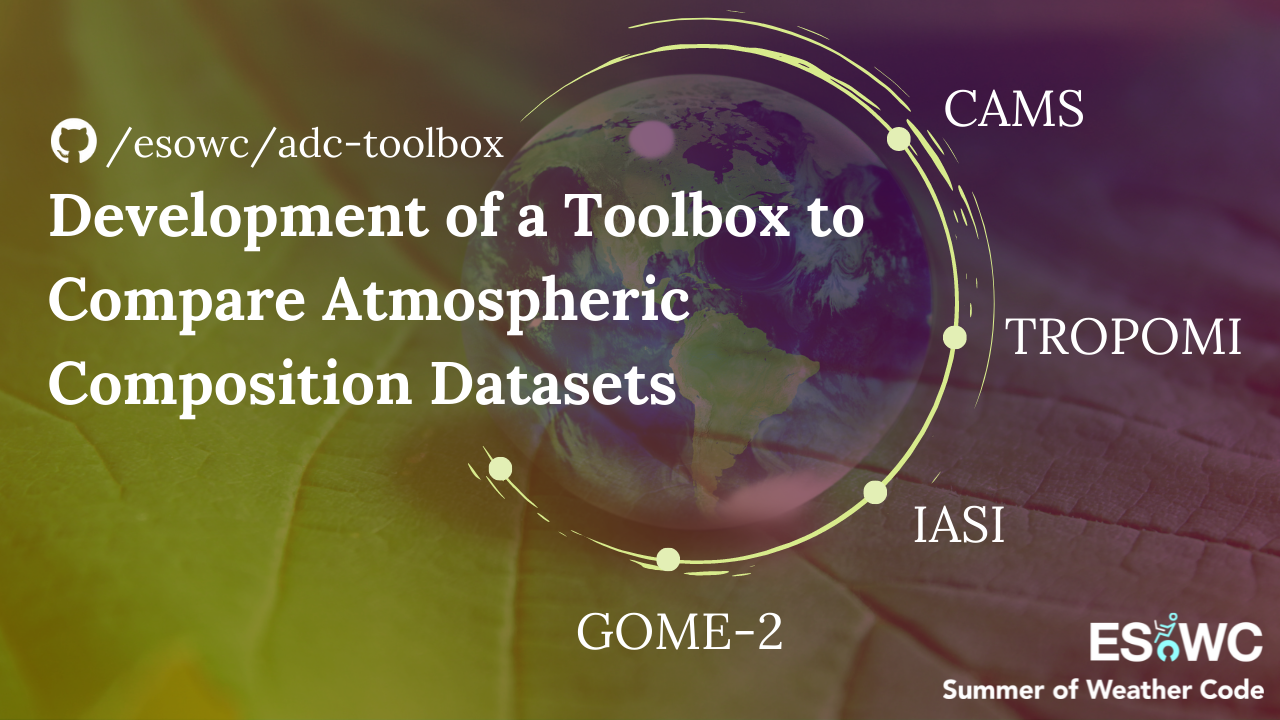 /esowc/adc-toolbox
Development of a Toolbox to
Compare Atmospheric
Composition Datasets
CAMS
TROPOMI
IASI
GOME-2
ESoWC
Summer of Weather Code